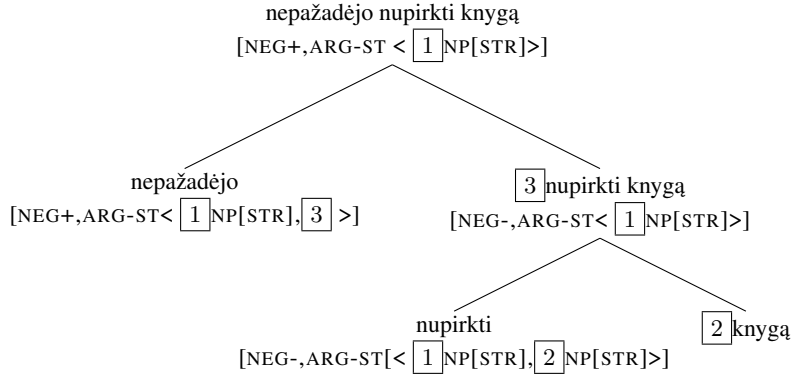 nepažadėjo nupirkti knygą
[NEG+,ARG-ST < 1 NP[STR]>]
nepažadėjo
[NEG+,ARG-ST< 1 NP[STR], 3 >]
3 nupirkti knygą
[NEG-,ARG-ST< 1 NP[STR]>]
nupirkti
[NEG-,ARG-ST[< 1 NP[STR], 2 NP[STR]>]
2 knygą